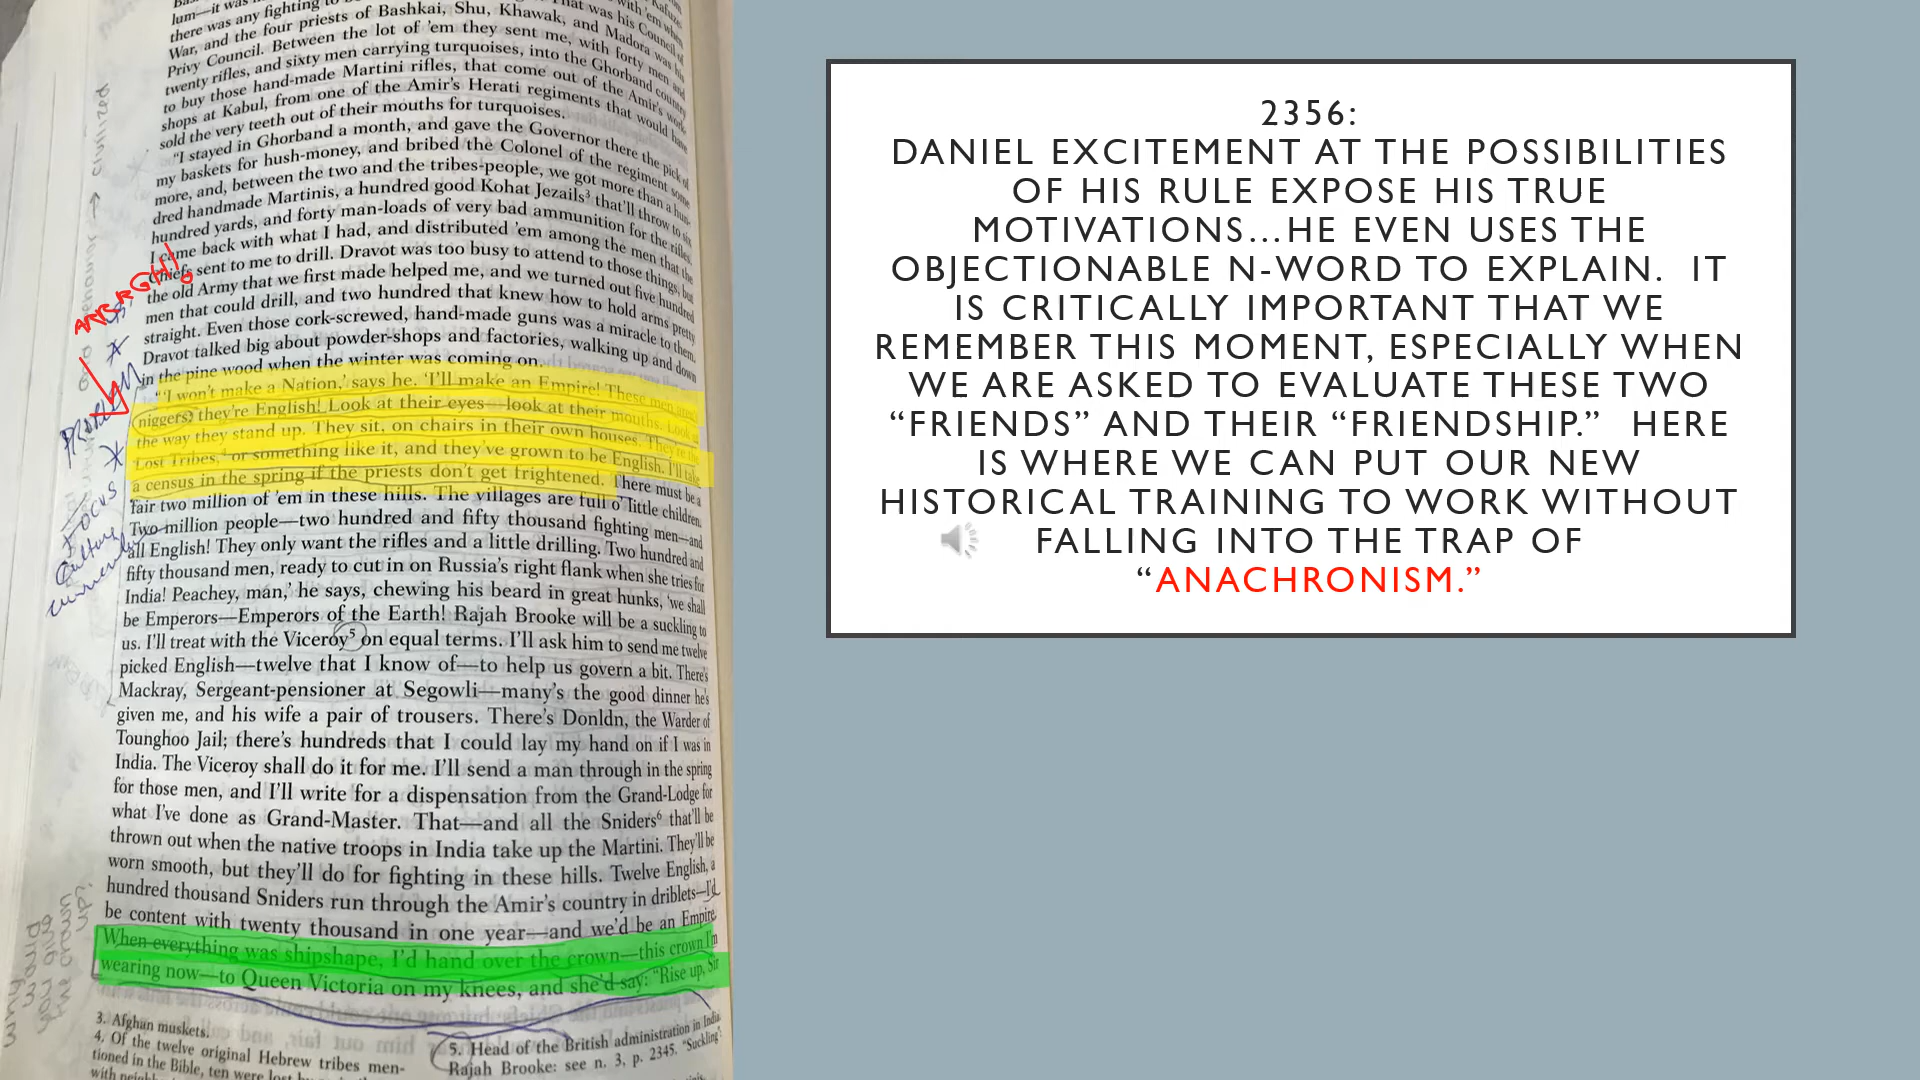 lum—it was
there was any fighting to
War, and the four priests of Bashkai, Shu, Khawak, and Madora was his
Privy Council. Between the lot of 'em they sent me, with forty men and
twenty rifles, and sixty men carrying turquoises, into the Ghorband country
to buy those hand-made Martini rifles, that come out of the Amir's work-
shops at Kabul, from one of the Amir's Herati regiments that would have
sold the very teeth out of their mouths for turquoises.
"I stayed in Ghorband a month, and gave the Governor there the pick of
my baskets for hush-money, and bribed the Colonel of the regiment some
more, and, between the two and the tribes-people, we got more than a hun-
dred handmade Martinis, a hundred good Kohat Jezails³ that'll throw to six
hundred yards, and forty man-loads of very bad ammunition for the rifles.
I came back with what I had, and distributed 'em among the men that the
Chiefs sent to me to drill. Dravot was too busy to attend to those things, but
the old Army that we first made helped me, and we turned out five hundred
men that could drill, and two hundred that knew how to hold arms pretty
straight. Even those cork-screwed, hand-made guns was a miracle to them.
Dravot talked big about powder-shops and factories, walking up and down
in the pine wood when the winter was coming on.
"'I won't make a Nation,' says he. 'I'll make an Empire! These men aren't
niggers; they're English! Look at their eyes—look at their mouths. Look at
the way they stand up. They sit on chairs in their own houses. They're the
Lost Tribes,⁴ or something like it, and they've grown to be English. I'll take
a census in the spring if the priests don't get frightened. There must be a
fair two million of 'em in these hills. The villages are full o' little children.
Two million people—two hundred and fifty thousand fighting men—and
all English! They only want the rifles and a little drilling. Two hundred and
fifty thousand men, ready to cut in on Russia's right flank when she tries for
India! Peachey, man,' he says, chewing his beard in great hunks, 'we shall
be Emperors—Emperors of the Earth! Rajah Brooke will be a suckling to
us. I'll treat with the Viceroy⁵ on equal terms. I'll ask him to send me twelve
picked English—twelve that I know of—to help us govern a bit. There's
Mackray, Sergeant-pensioner at Segowli—many's the good dinner he's
given me, and his wife a pair of trousers. There's Donldn, the Warder of
Tounghoo Jail; there's hundreds that I could lay my hand on if I was in
India. The Viceroy shall do it for me. I'll send a man through in the spring
for those men, and I'll write for a dispensation from the Grand-Lodge for
what I've done as Grand-Master. That—and all the Sniders⁶ that'll be
thrown out when the native troops in India take up the Martini. They'll be
worn smooth, but they'll do for fighting in these hills. Twelve English, a
hundred thousand Sniders run through the Amir's country in driblets—I'd
be content with twenty thousand in one year—and we'd be an Empire.
When everything was shipshape, I'd hand over the crown—this crown I'm
wearing now—to Queen Victoria on my knees, and she'd say: "Rise up, Sir
3. Afghan muskets.
4. Of the twelve original Hebrew tribes men-
tioned in the Bible, ten were lost
5. Head of the British administration in India.
Rajah Brooke: see n. 3, p. 2345. "Suckling":
civilized
Focus
culture
2356:
DANIEL EXCITEMENT AT THE POSSIBILITIES
OF HIS RULE EXPOSE HIS TRUE
MOTIVATIONS…HE EVEN USES THE
OBJECTIONABLE N-WORD TO EXPLAIN. IT
IS CRITICALLY IMPORTANT THAT WE
REMEMBER THIS MOMENT, ESPECIALLY WHEN
WE ARE ASKED TO EVALUATE THESE TWO
"FRIENDS" AND THEIR "FRIENDSHIP." HERE
IS WHERE WE CAN PUT OUR NEW
HISTORICAL TRAINING TO WORK WITHOUT
FALLING INTO THE TRAP OF
"ANACHRONISM."